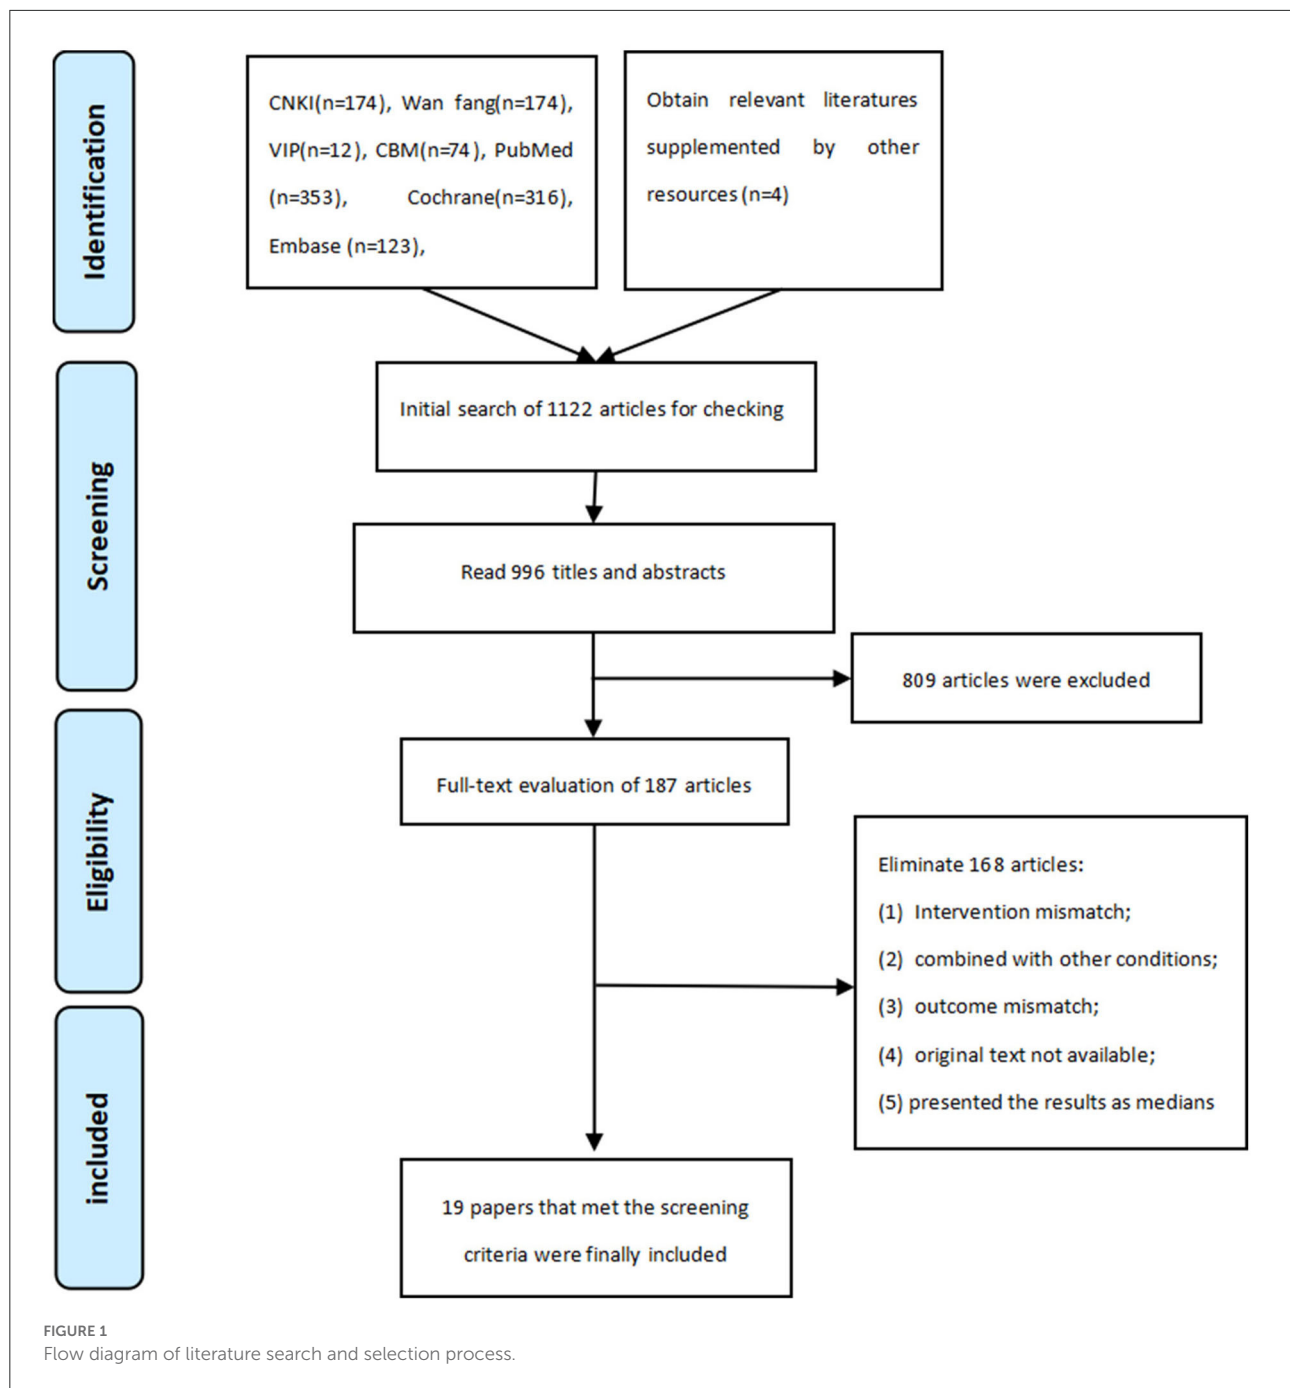 Identification
CNKI(n=174), Wan fang(n=174),
VIP(n=12), CBM(n=74), PubMed
(n=353), Cochrane(n=316),
Embase (n=123),
Obtain relevant literatures
supplemented by other
resources (n=4)
Screening
Initial search of 1122 articles for checking
Read 996 titles and abstracts
809 articles were excluded
Eligibility
Full-text evaluation of 187 articles
Eliminate 168 articles:
(1) Intervention mismatch;
(2) combined with other conditions;
(3) outcome mismatch;
(4) original text not available;
(5) presented the results as medians
included
19 papers that met the screening
criteria were finally included
FIGURE 1
Flow diagram of literature search and selection process.